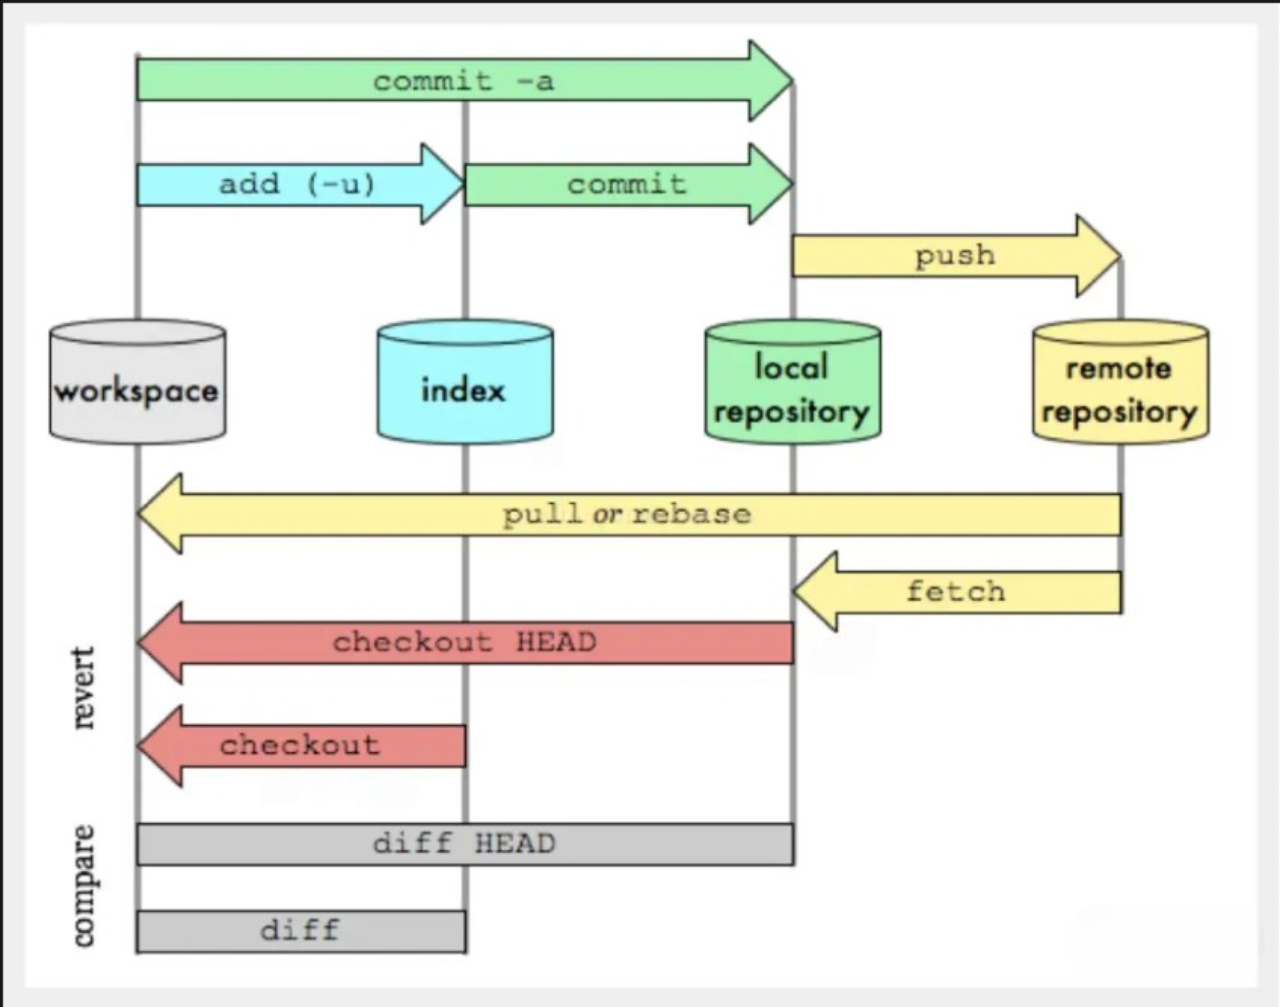 commit -a
add (-u)
commit
push
workspace
index
local
repository
remote
repository
pull or rebase
fetch
revert
checkout HEAD
checkout
compare
diff HEAD
diff